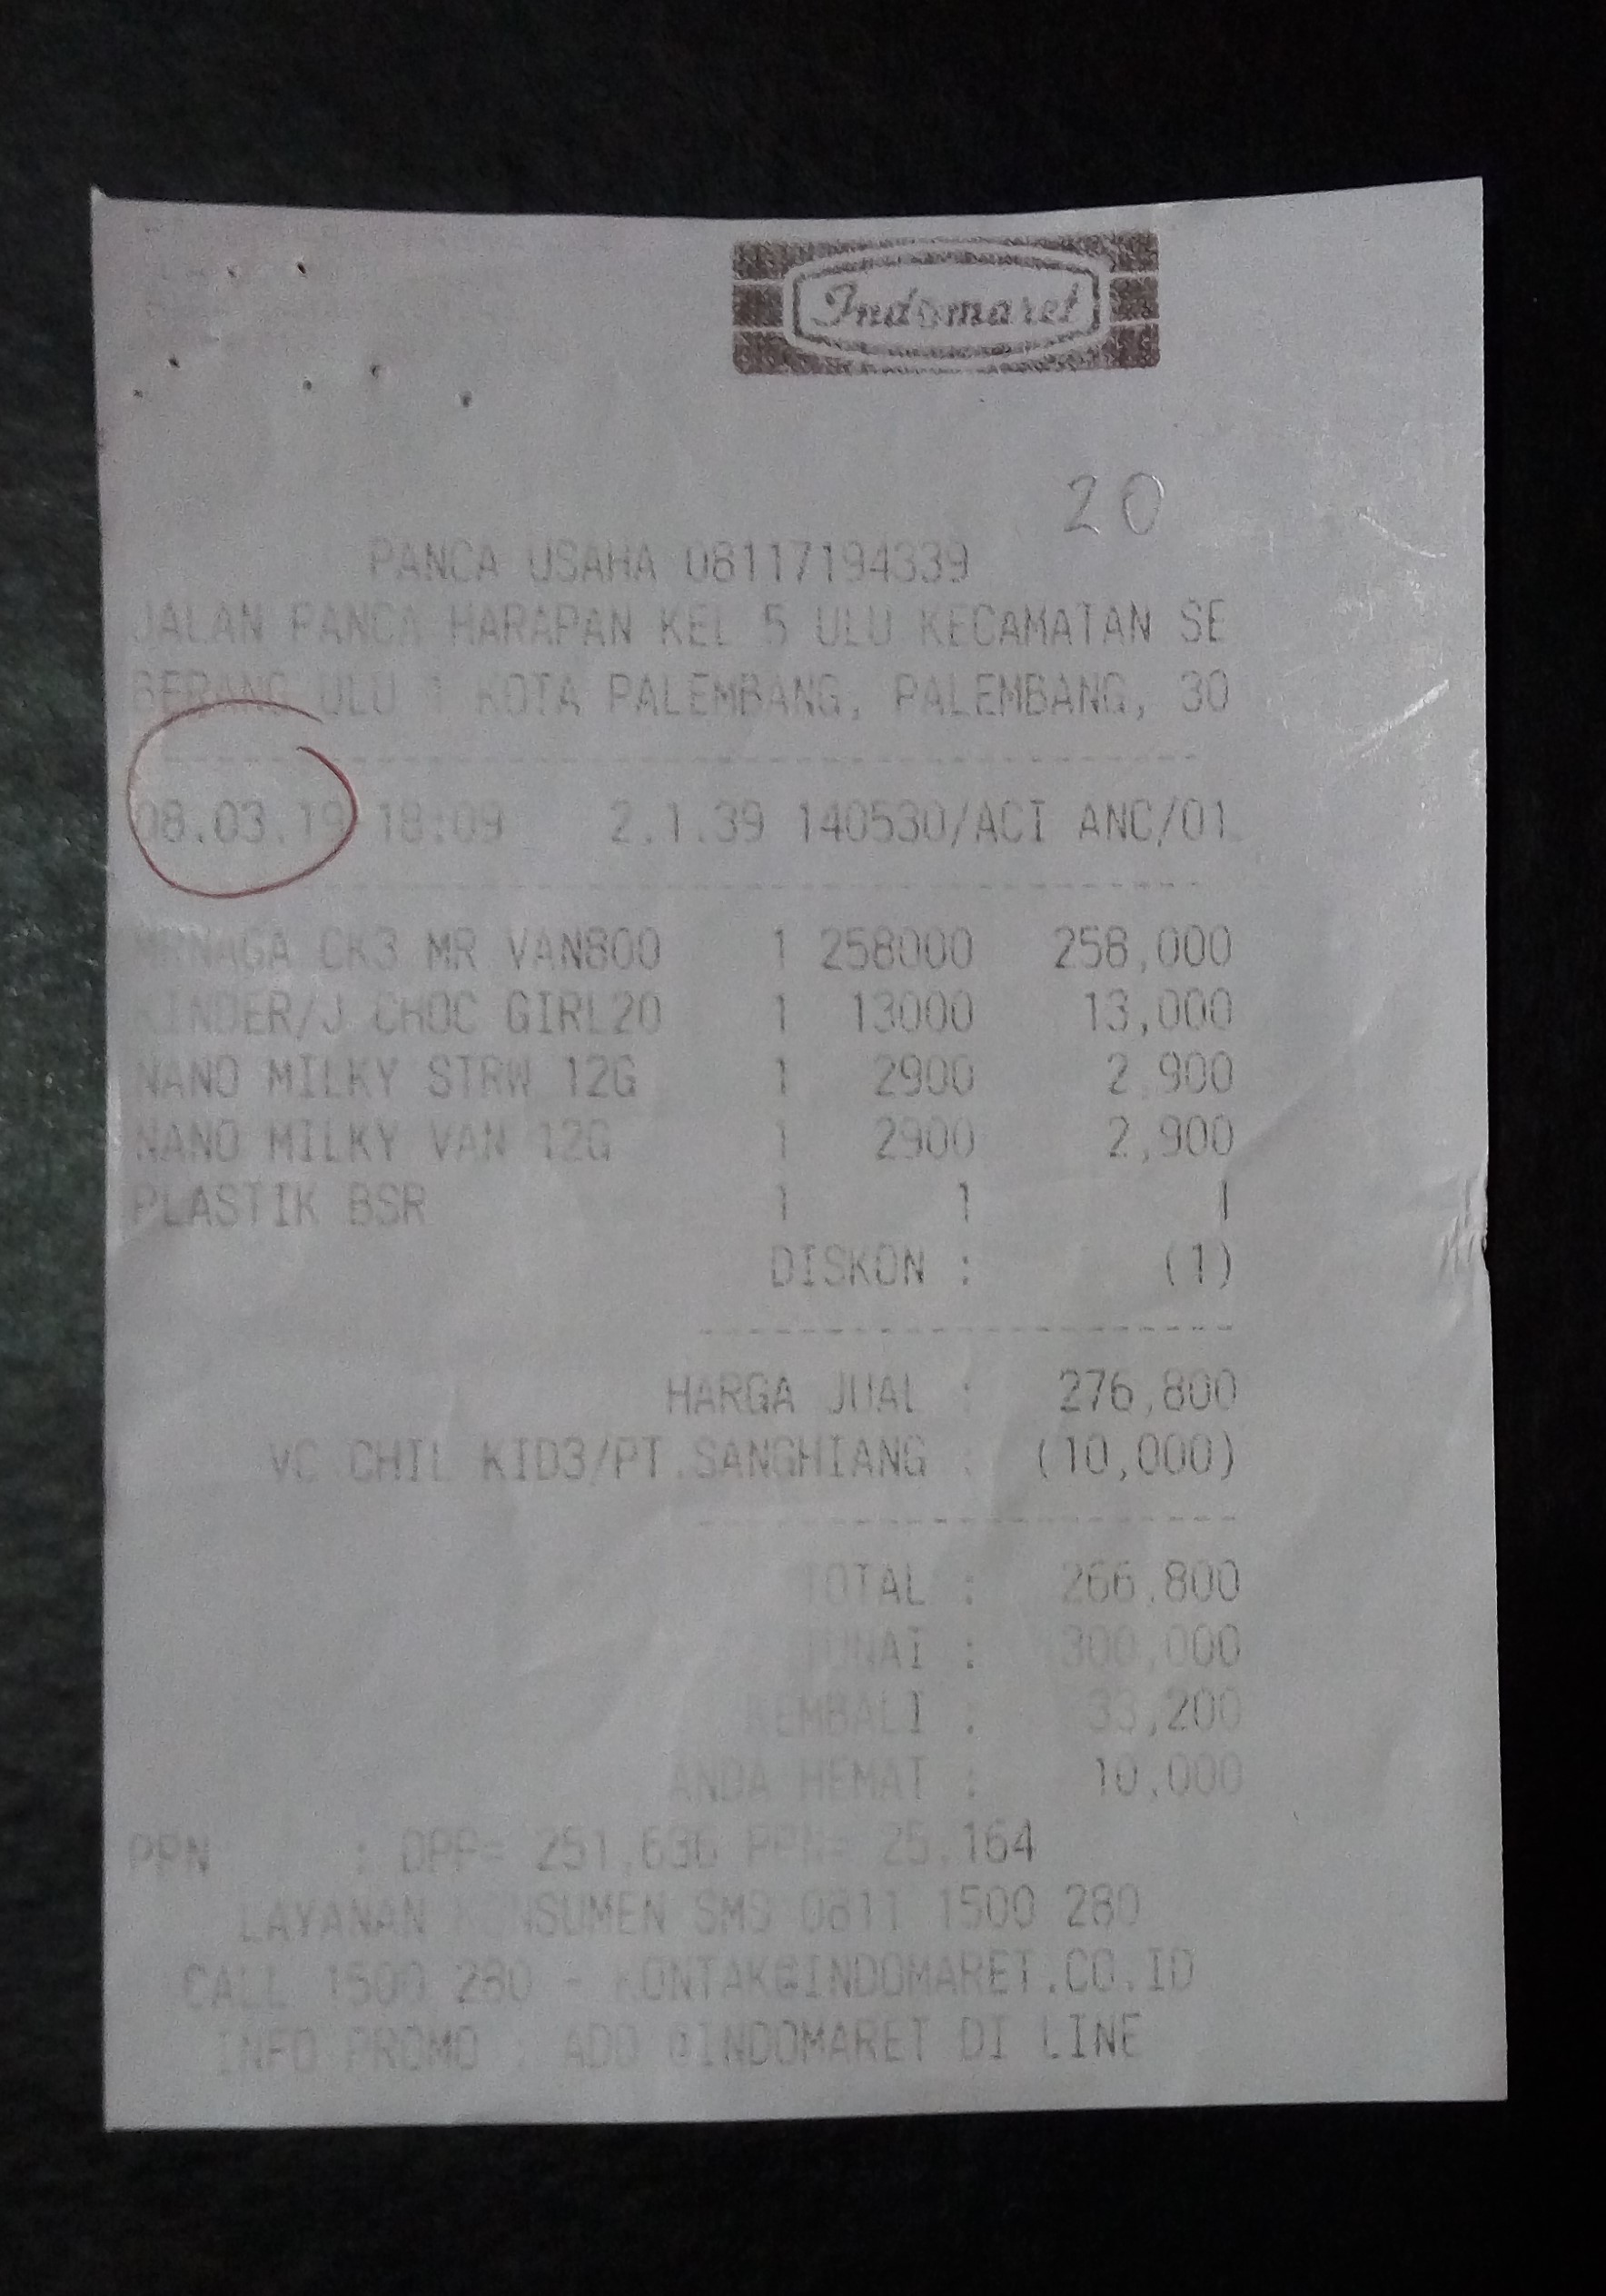 Indomaret
20
PANCA USAHA 08117194339
JALAN PANCA HARAPAN KEL 5 ULU KECAMATAN SE
BERANG ULU 1 KOTA PALEMBANG, PALEMBANG, 30
08.03.19 18:09 2.1.39 140530/ACI ANC/01
CK3 MR VAN800 1 258000 258,000
KINDER/J CHOC GIRL20 1 13000 13,000
NANO MILKY STRW 12G 1 2900 2,900
NANO MILKY VAN 12G 1 2900 2,900
PLASTIK BSR 1 1 1
DISKON : (1)
HARGA JUAL : 276,800
VC CHIL KID3/PT.SANGHIANG : (10,000)
TOTAL : 266,800
TUNAI : 300,000
KEMBALI : 33,200
ANDA HEMAT : 10,000
PPN : DPP= 251,636 PPN= 25,164
LAYANAN KONSUMEN SMS 0811 1500 280
CALL 1500 280 - KONTAK@INDOMARET.CO.ID
INFO PROMO : ADD @INDOMARET DI LINE